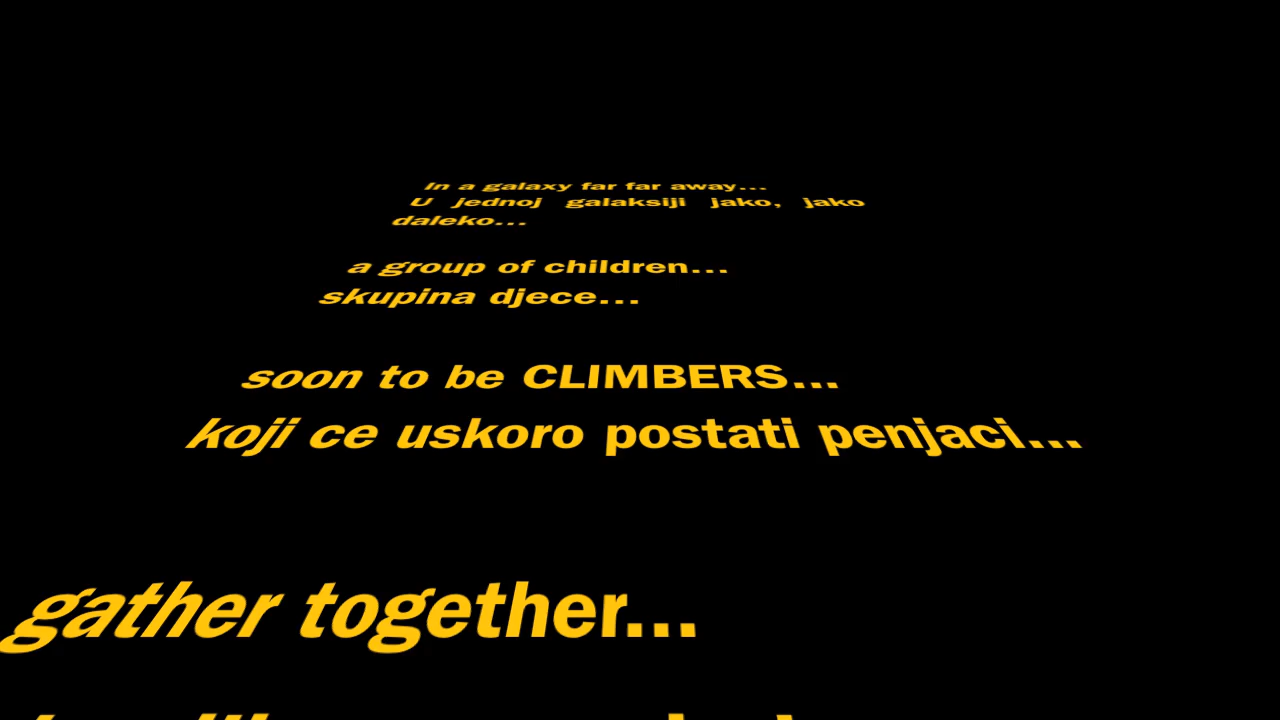 In a galaxy far far away...
U jednoj galaksiji jako, jako
daleko...
a group of children...
skupina djece...
soon to be CLIMBERS...
koji ce uskoro postati penjaci...
gather together...